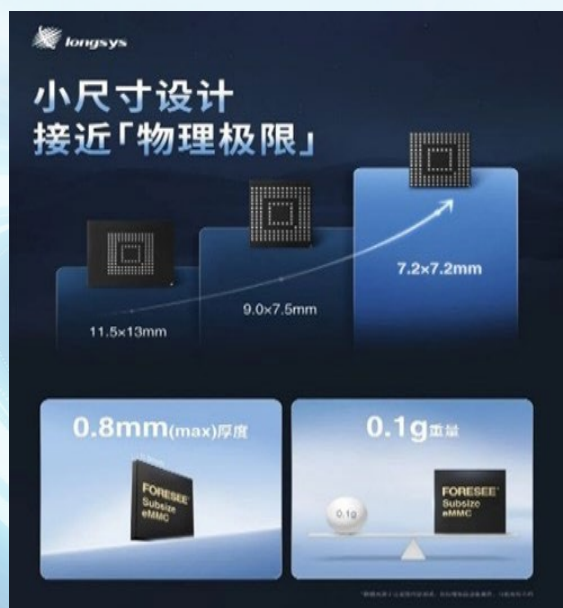 longsys
小尺寸设计
接近「物理极限」
7.2×7.2mm
9.0×7.5mm
11.5×13mm
0.8mm(max)厚度
0.1g重量
FORESEE
Subsize
eMMC
0.1g
FORESEE
Subsize
eMMC